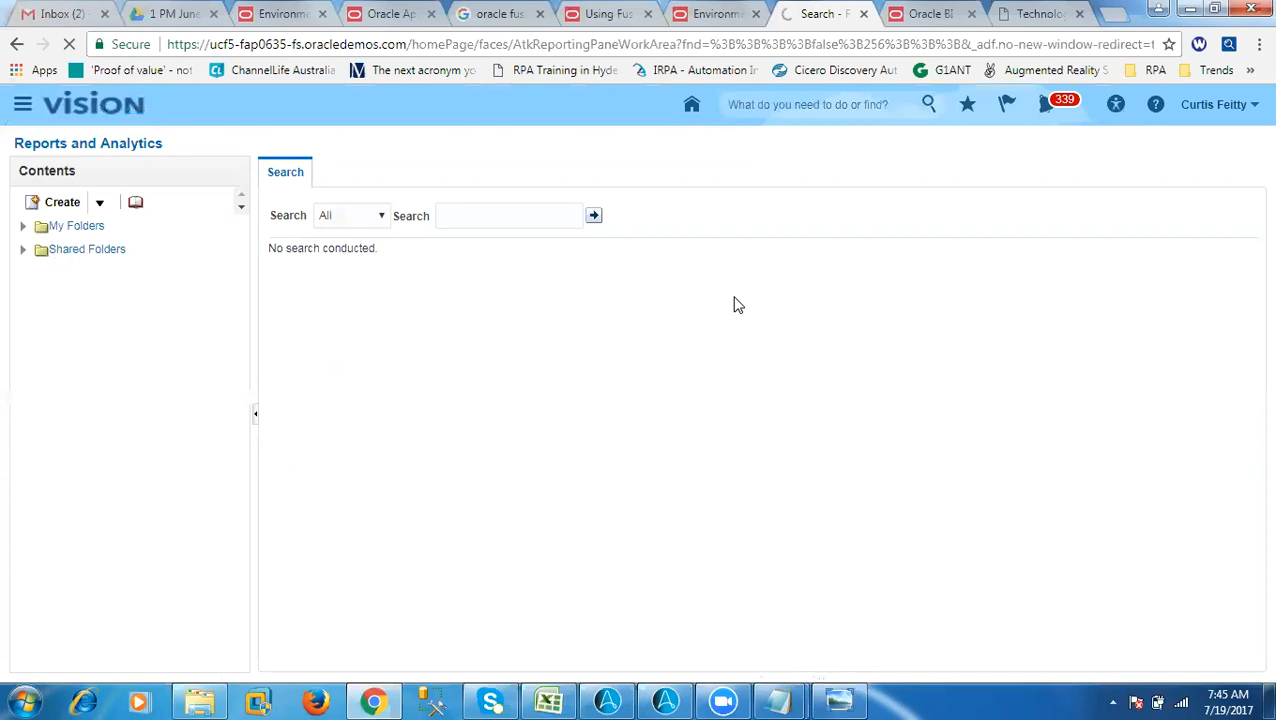 Inbox (2)
1 PM June
Environme
Oracle Ap
oracle fus
Using Fus
Environm
Search - F
Oracle BI
Technolog
Secure
https://ucf5-fap0635-fs.oracledemos.com/homePage/faces/AtkReportingPaneWorkArea?fnd=%3B%3B%3B%3Bfalse%3B256%3B%3B%3B&_adf.no-new-window-redirect=t
Apps
'Proof of value' - not
ChannelLife Australia
The next acronym yo
RPA Training in Hyde
IRPA - Automation In
Cicero Discovery Aut
G1ANT
Augmented Reality S
RPA
Trends
»
vision
What do you need to do or find?
339
Curtis Feitty
Reports and Analytics
Contents
Search
Create
Search
All
Search
My Folders
No search conducted.
Shared Folders
7:45 AM
7/19/2017